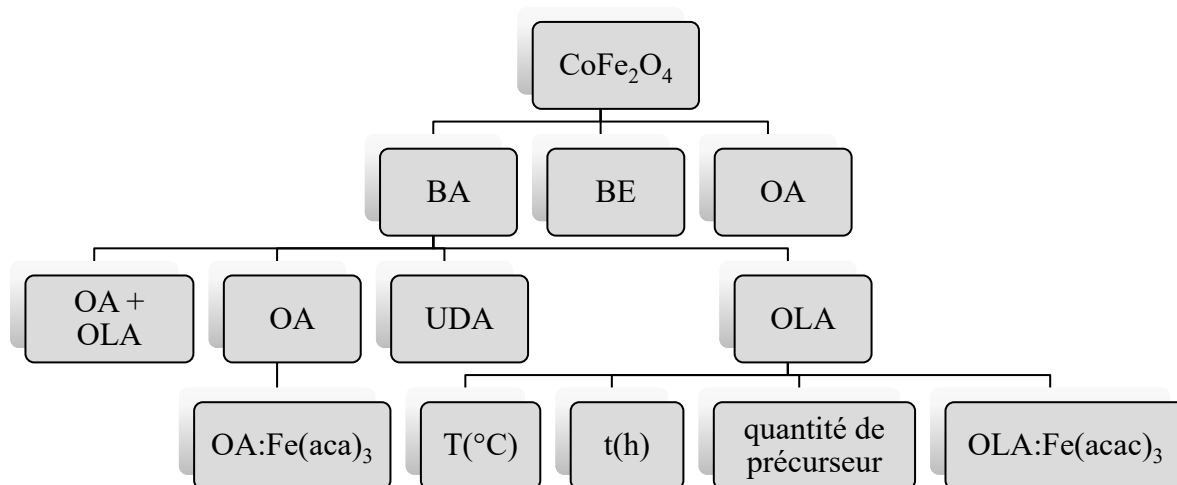 CoFe₂O₄
BA
BE
OA
OA +
OLA
OA
UDA
OLA
OA:Fe(aca)₃
T(°C)
t(h)
quantité de
précurseur
OLA:Fe(acac)₃